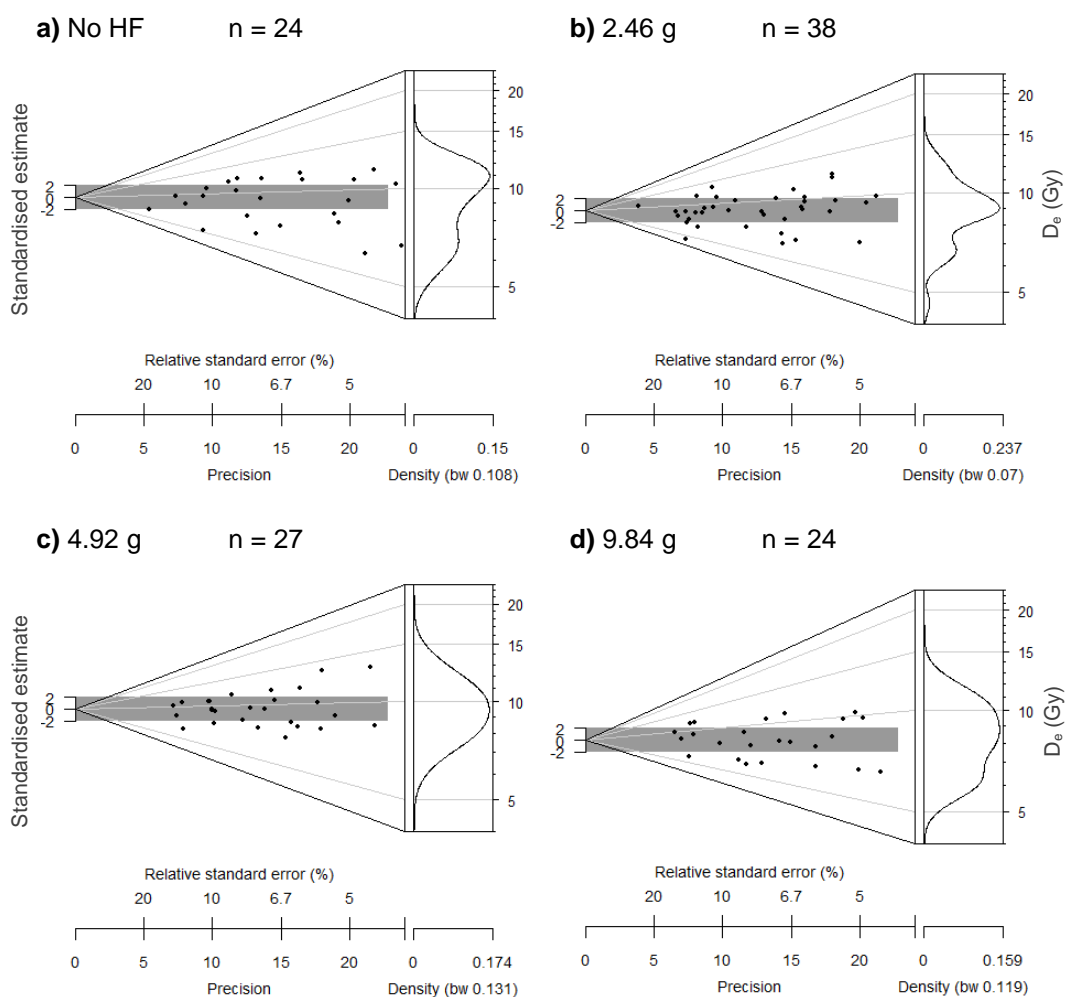 a) No HF n = 24
20
15
10
5
Standardised estimate
2
0
-2
Relative standard error (%)
20 10 6.7 5
0 5 10 15 20 0 0.15
Precision Density (bw 0.108)
b) 2.46 g n = 38
20
15
10
5
De (Gy)
2
0
-2
Relative standard error (%)
20 10 6.7 5
0 5 10 15 20 0 0.237
Precision Density (bw 0.07)
c) 4.92 g n = 27
20
15
10
5
Standardised estimate
2
0
-2
Relative standard error (%)
20 10 6.7 5
0 5 10 15 20 0 0.174
Precision Density (bw 0.131)
d) 9.84 g n = 24
20
15
10
5
De (Gy)
2
0
-2
Relative standard error (%)
20 10 6.7 5
0 5 10 15 20 0 0.159
Precision Density (bw 0.119)